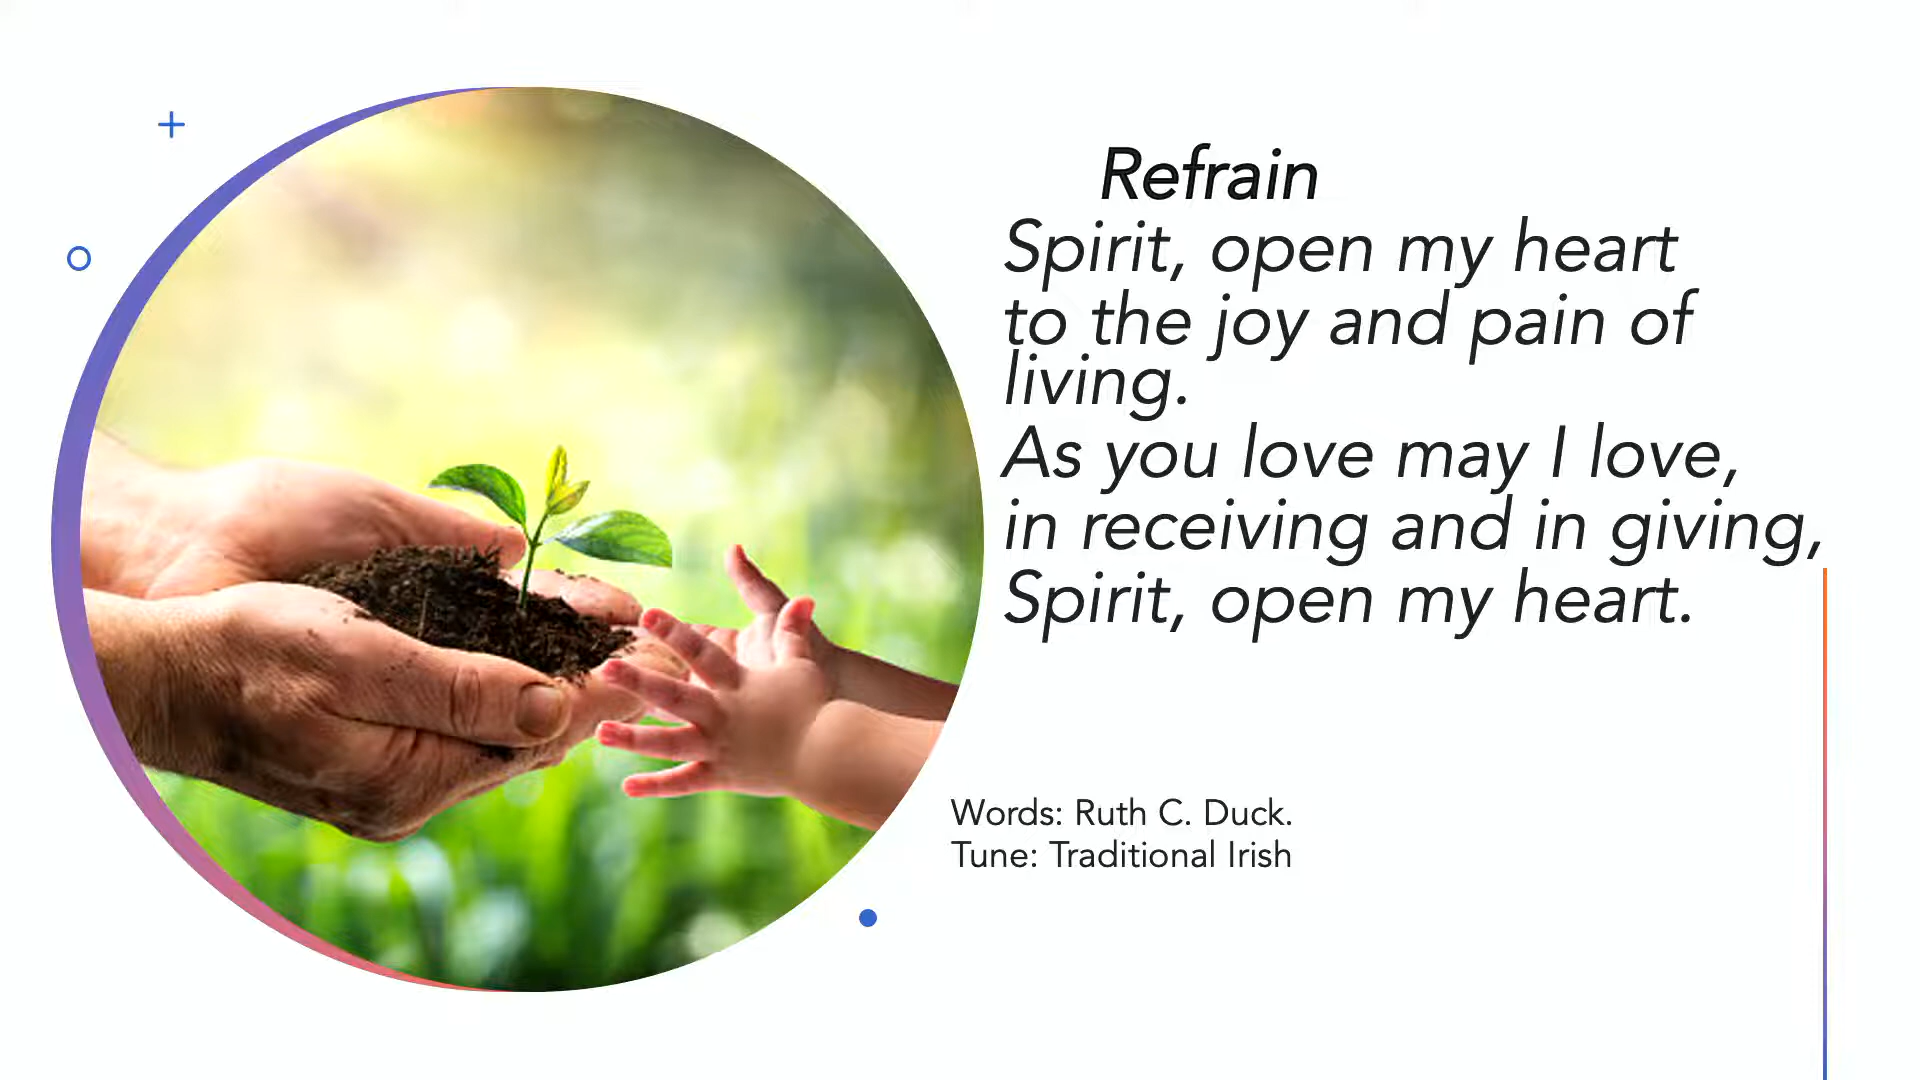 Refrain
Spirit, open my heart
to the joy and pain of
living.
As you love may I love,
in receiving and in giving,
Spirit, open my heart.
Words: Ruth C. Duck.
Tune: Traditional Irish